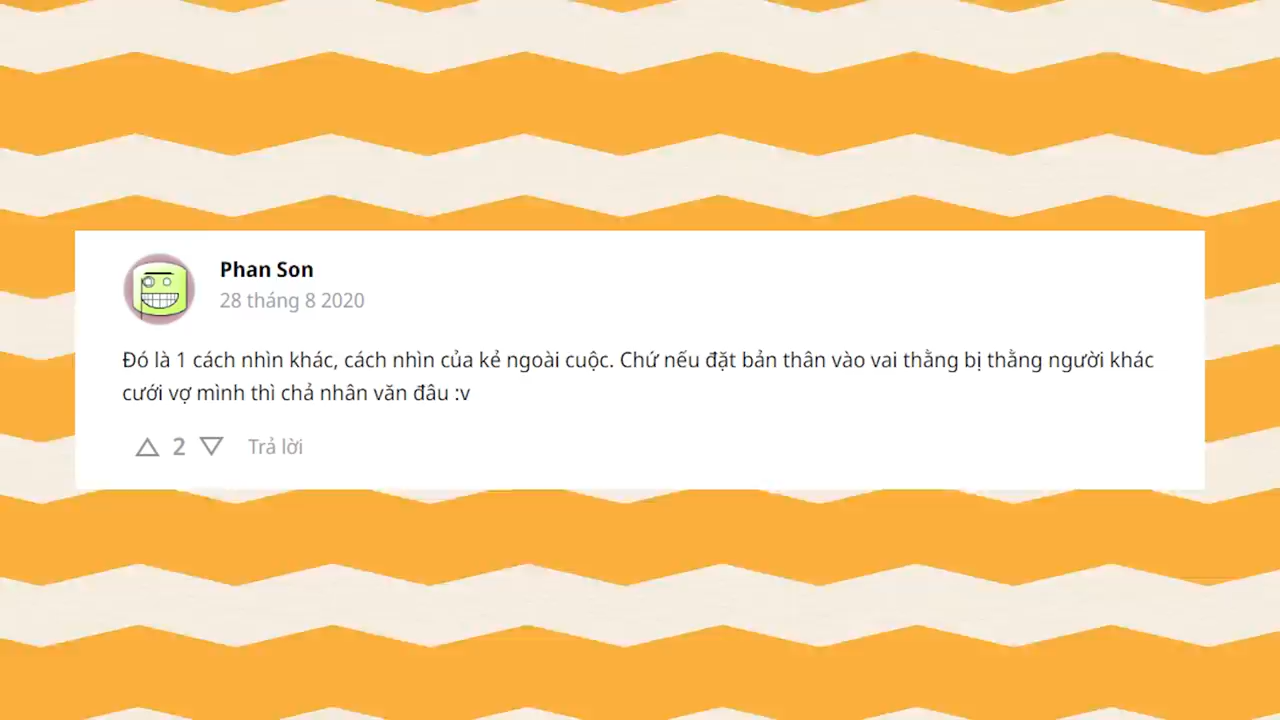 Phan Son
28 tháng 8 2020
Đó là 1 cách nhìn khác, cách nhìn của kẻ ngoài cuộc. Chứ nếu đặt bản thân vào vai thằng bị thằng người khác
cưới vợ mình thì chả nhân văn đâu :v
2 Trả lời